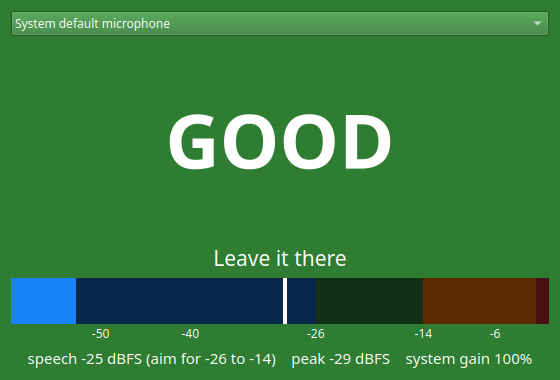 System default microphone
GOOD
Leave it there
-50 -40 -26 -14 -6
speech -25 dBFS (aim for -26 to -14) peak -29 dBFS system gain 100%